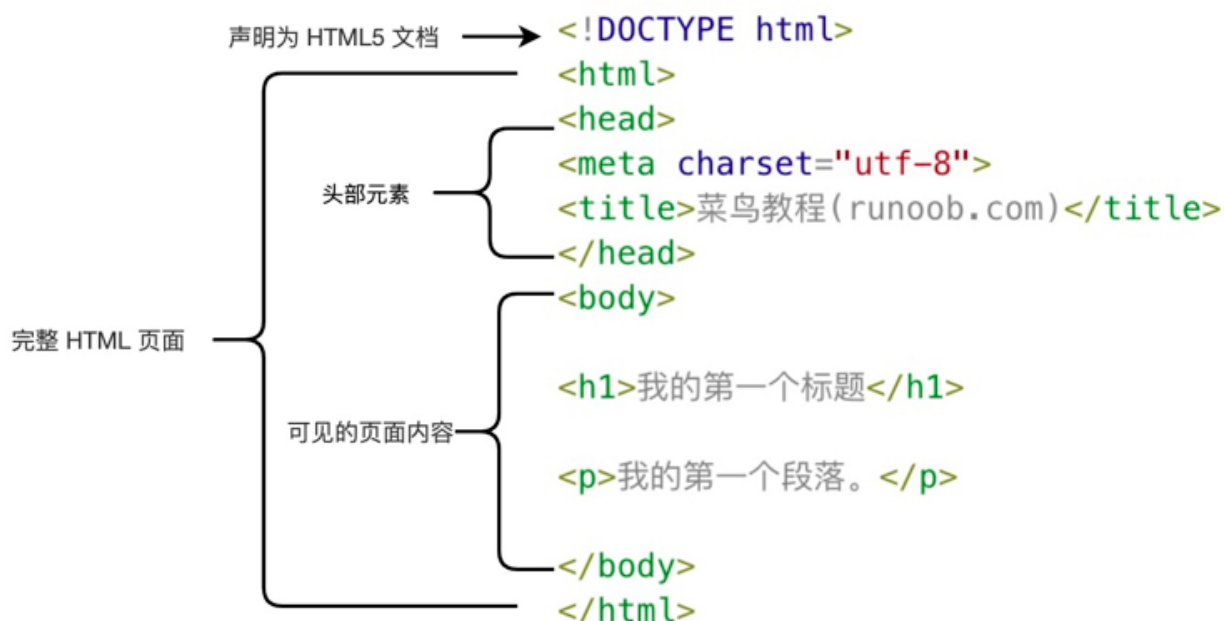 声明为 HTML5 文档
<!DOCTYPE html>
<html>
<head>
<meta charset="utf-8">
头部元素
<title>菜鸟教程(runoob.com)</title>
</head>
<body>
完整 HTML 页面
<h1>我的第一个标题</h1>
可见的页面内容
<p>我的第一个段落。</p>
</body>
</html>